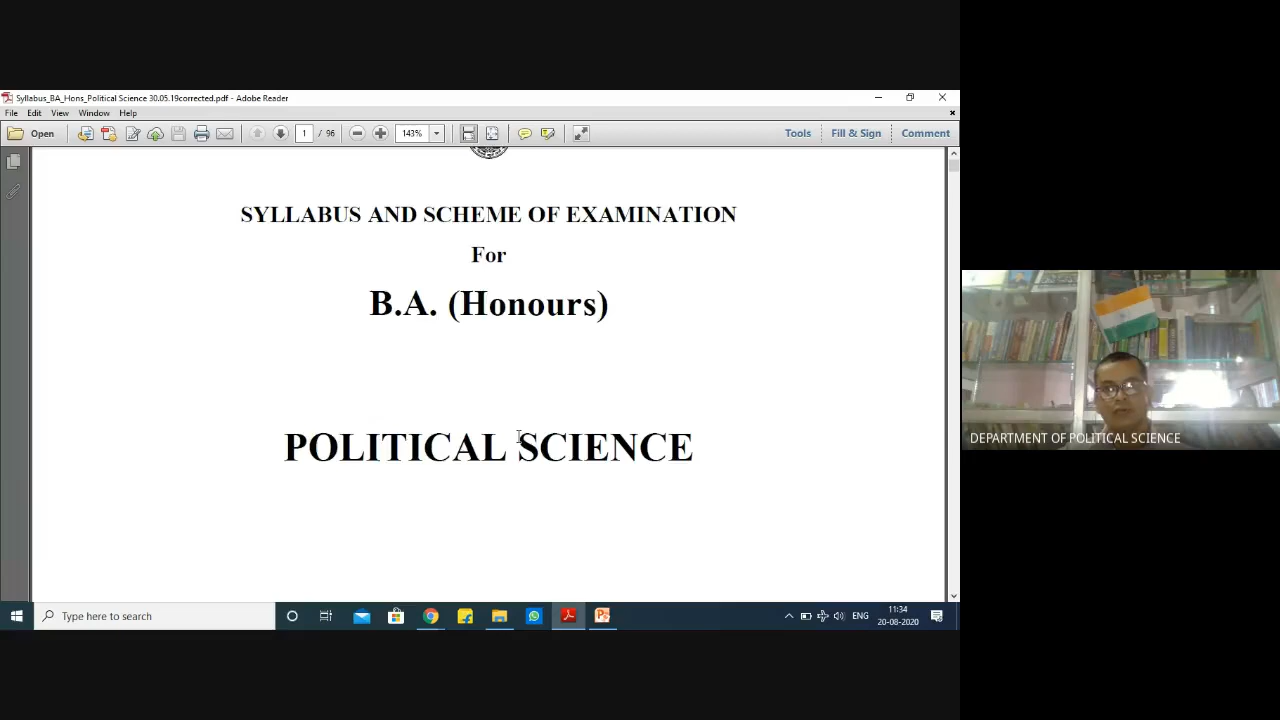 Syllabus_BA_Hons_Political Science 30.05.19corrected.pdf - Adobe Reader
File Edit View Window Help
Open 1 / 96 143% Tools Fill & Sign Comment
SYLLABUS AND SCHEME OF EXAMINATION
For
B.A. (Honours)
POLITICAL SCIENCE
DEPARTMENT OF POLITICAL SCIENCE
Type here to search
ENG
11:34
20-08-2020